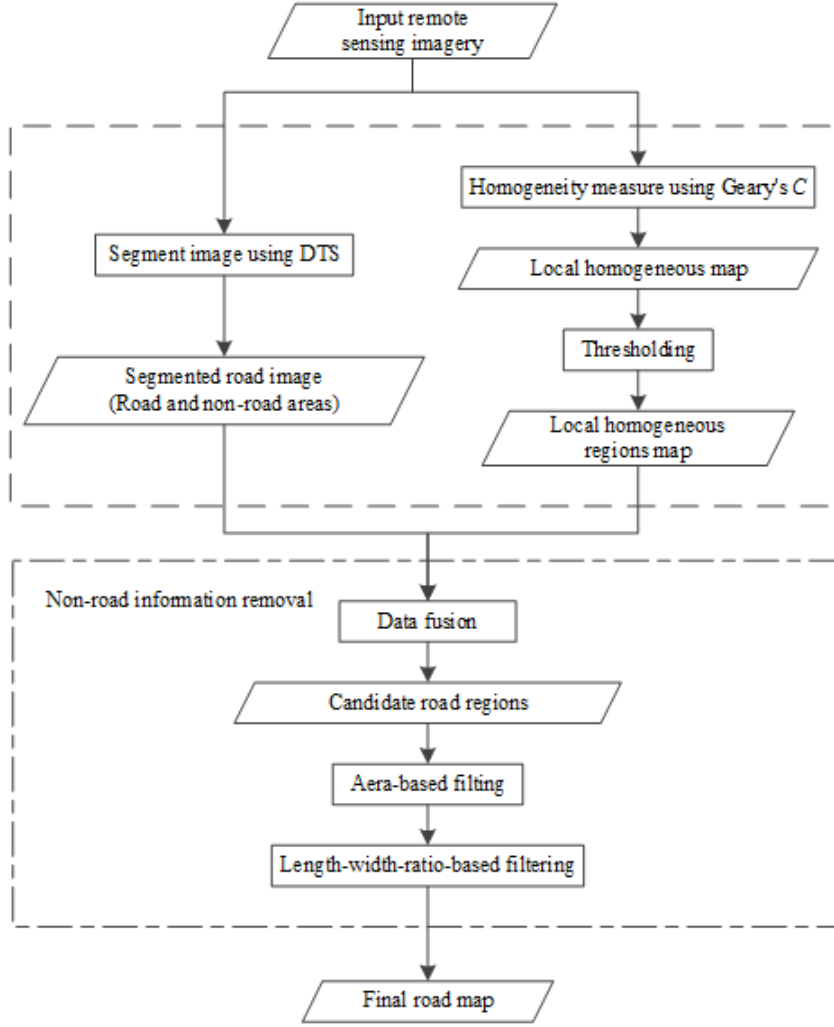 Input remote
sensing imagery
Homogeneity measure using Geary's C
Segment image using DTS
Local homogeneous map
Thresholding
Segmented road image
(Road and non-road areas)
Local homogeneous
regions map
Non-road information removal
Data fusion
Candidate road regions
Aera-based filting
Length-width-ratio-based filtering
Final road map